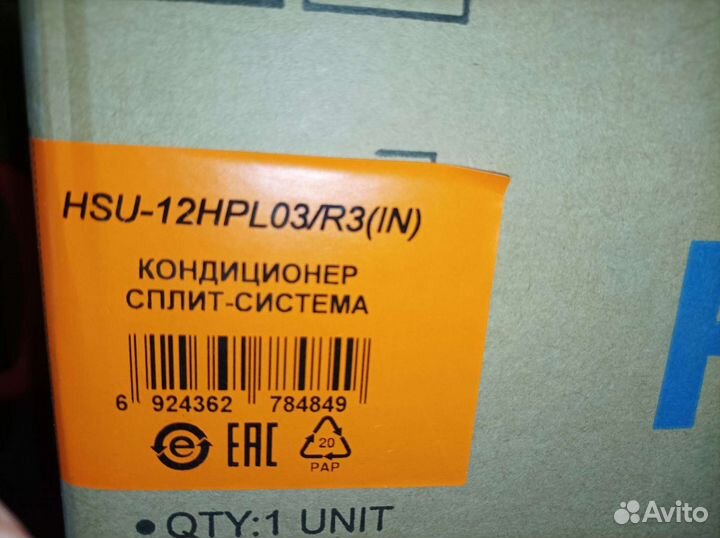 HSU-12HPL03/R3(IN)
КОНДИЦИОНЕР
СПЛИТ-СИСТЕМА
6 924362 784849
e EAC 20
PAP
• QTY:1 UNIT
Avito